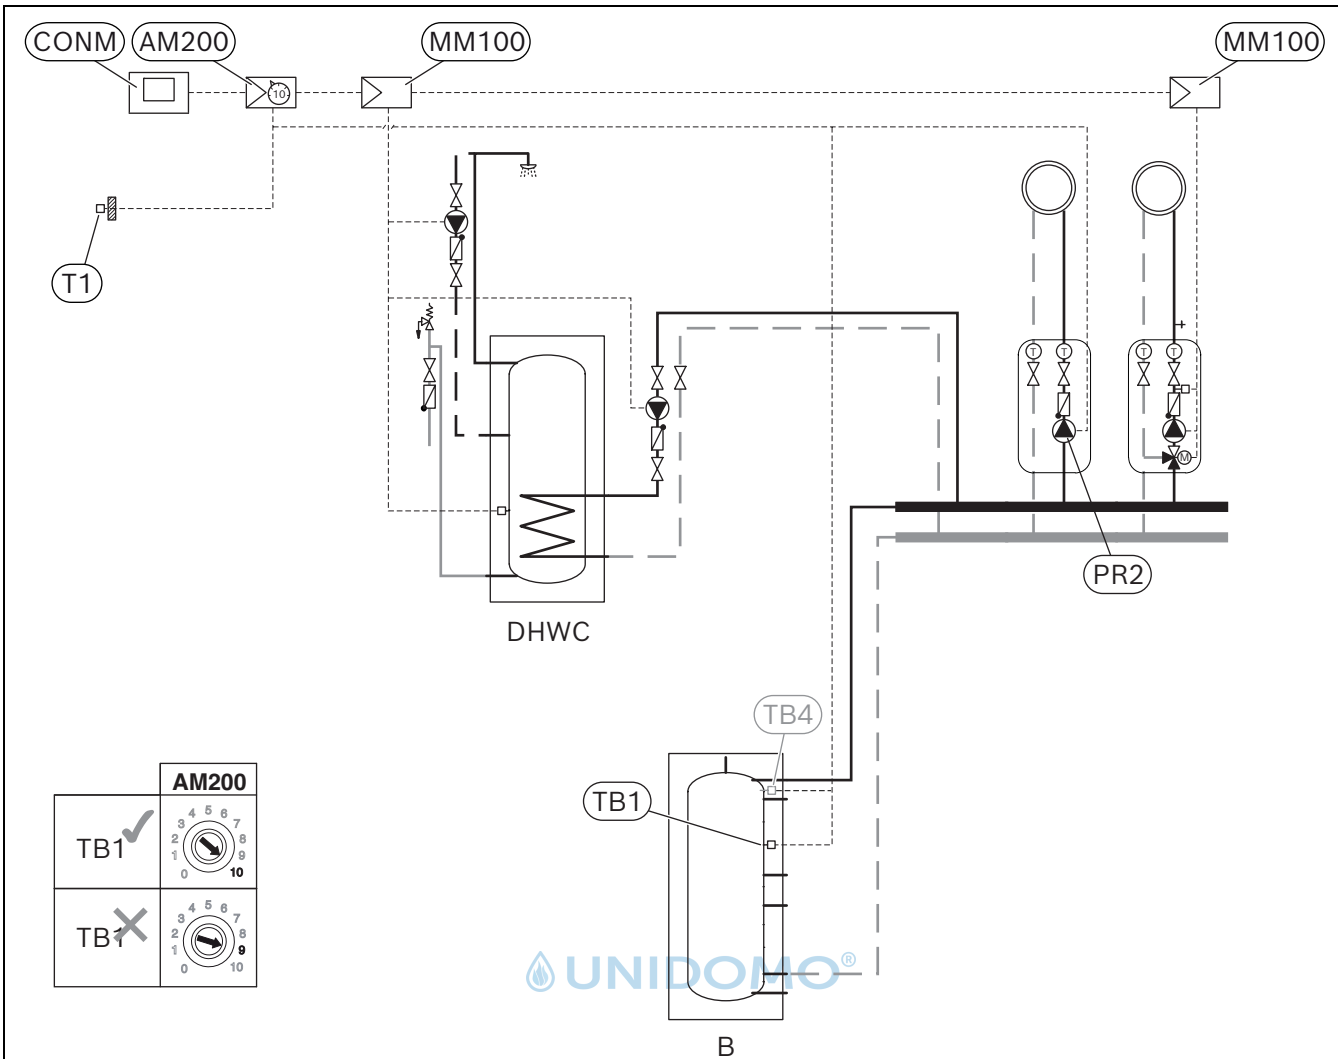 CONM AM200 MM100 MM100
10
T1
T T T T
M
PR2
DHWC
TB4
TB1
AM200
TB1
0 1 2 3 4 5 6 7 8 9 10
TB1
0 1 2 3 4 5 6 7 8 9 10
UNIDOMO®
B